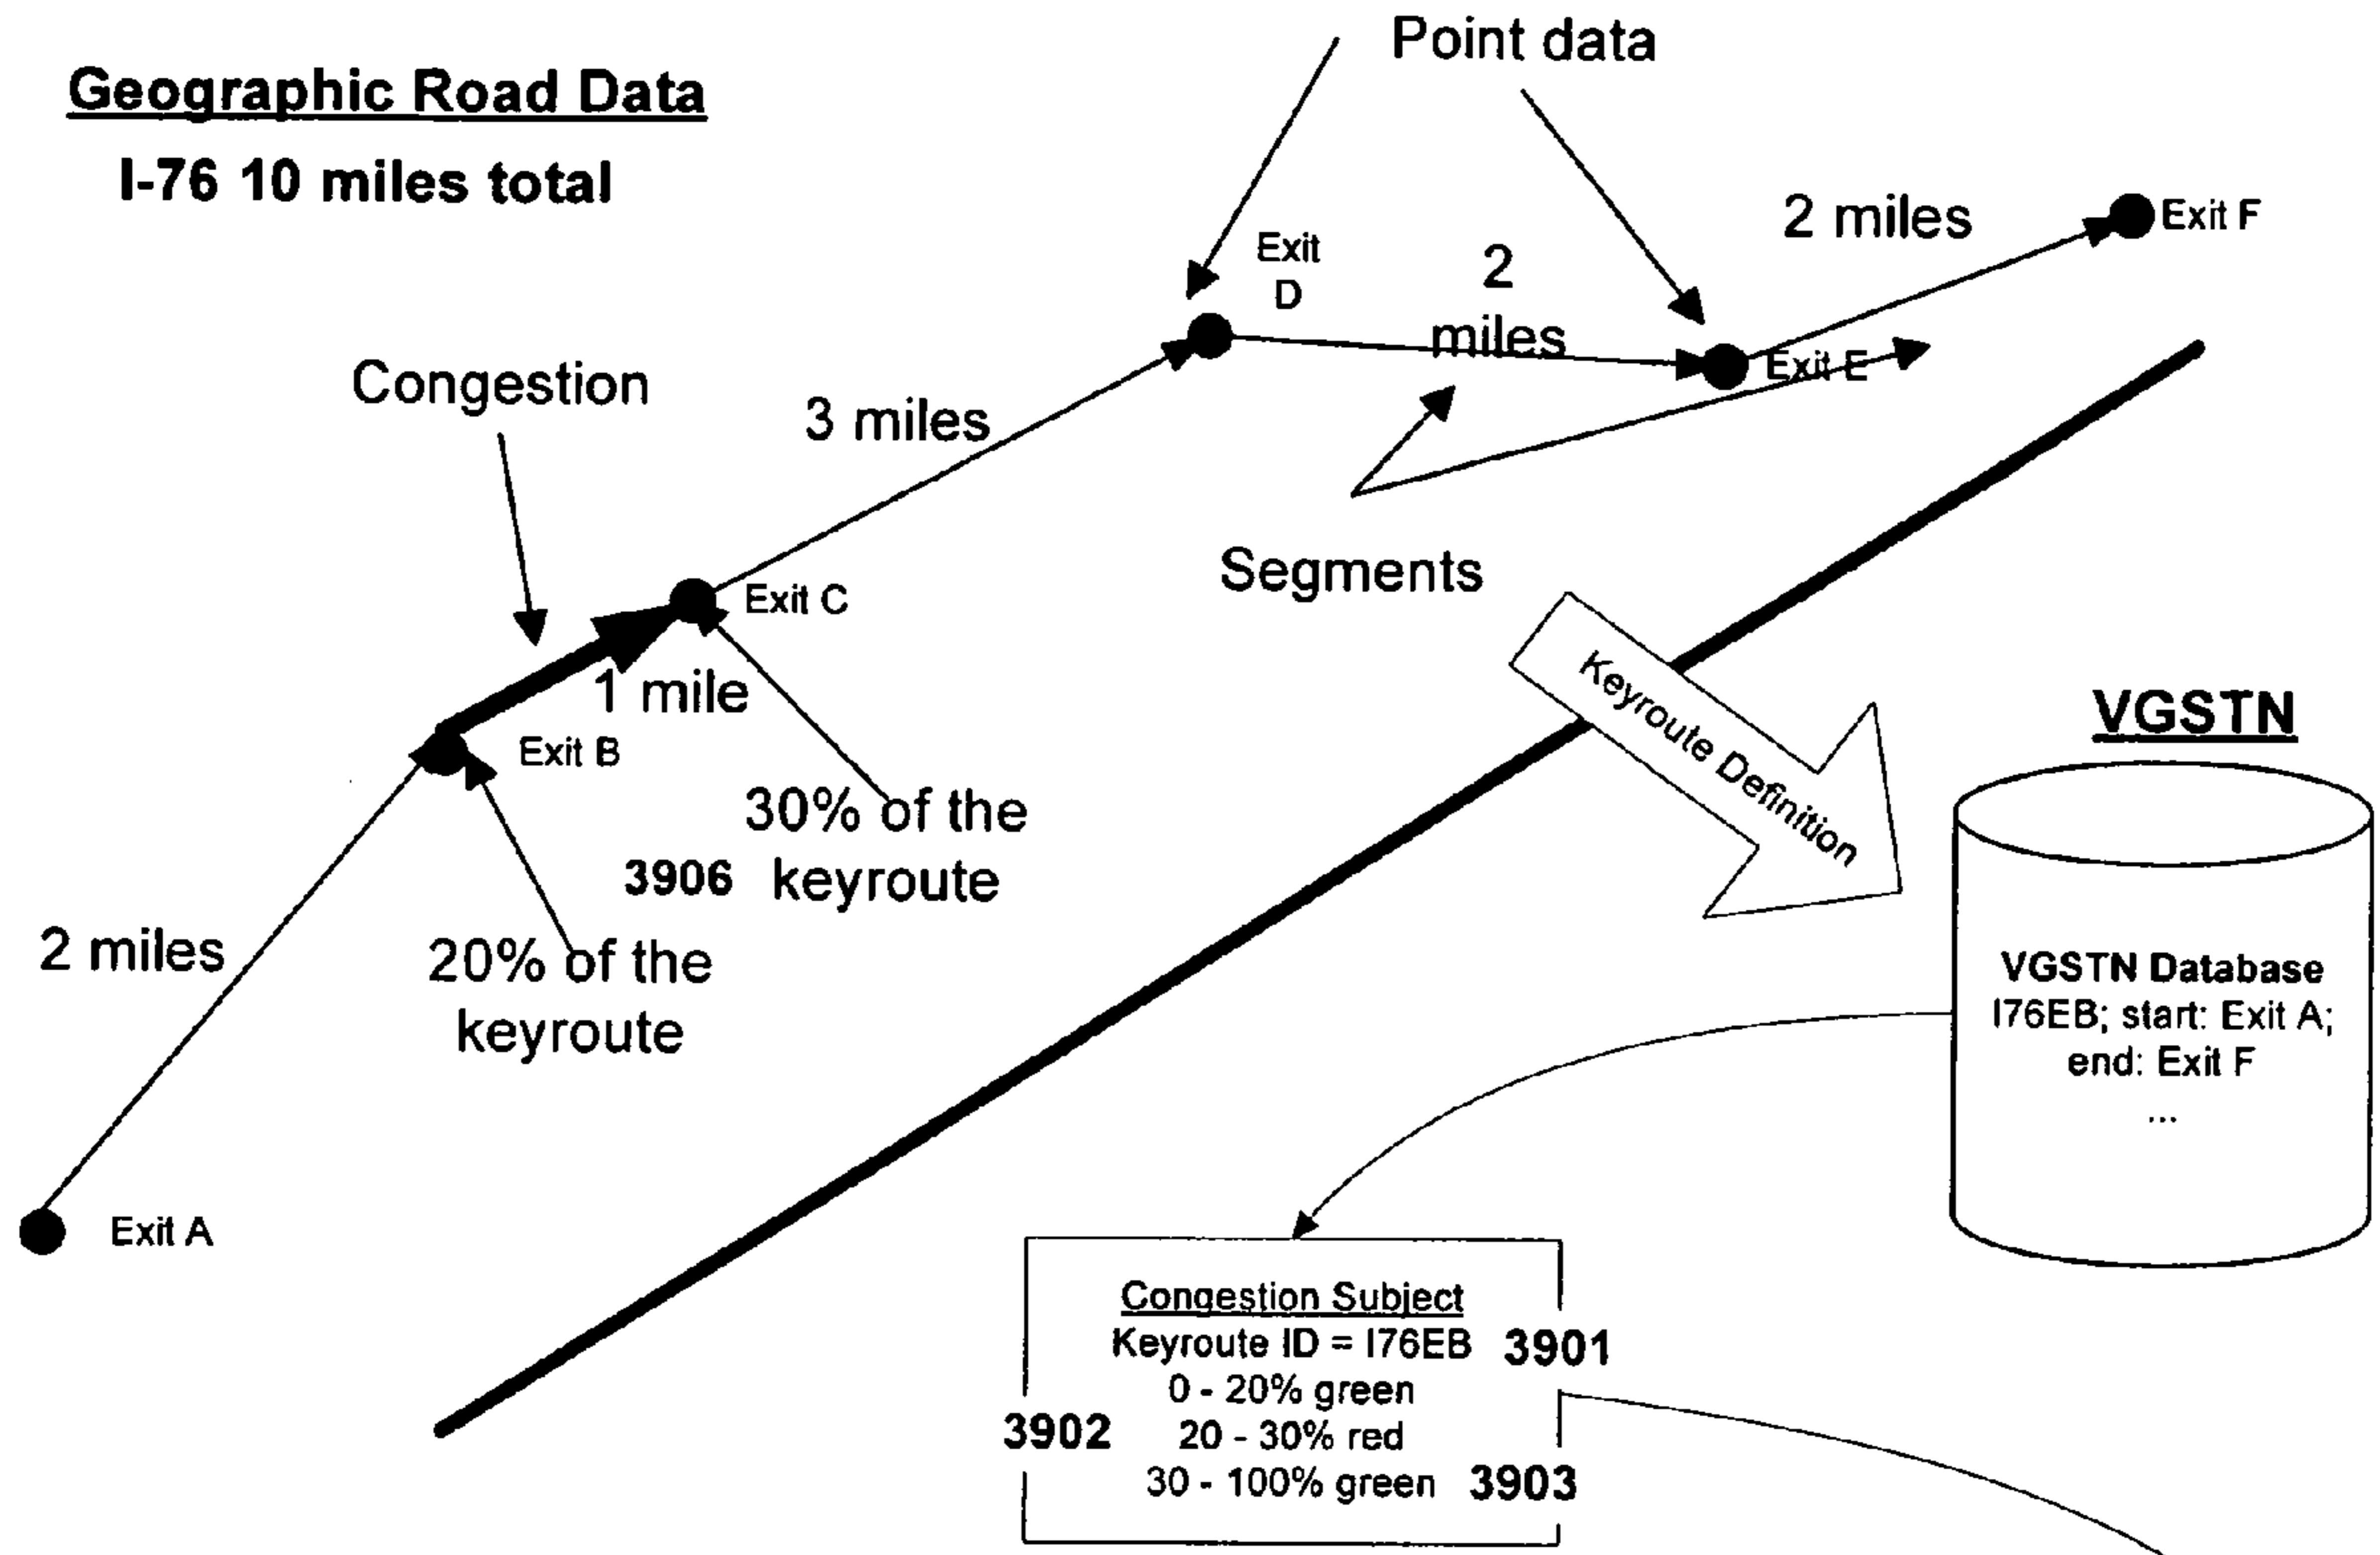 Geographic Road Data
I-76 10 miles total
Point data
Exit
D
2
miles
2 miles
Exit F
Exit E
Congestion
3 miles
Segments
Exit C
1 mile
Exit B
30% of the
3906 keyroute
2 miles
20% of the
keyroute
Exit A
Keyroute Definition
VGSTN
VGSTN Database
I76EB; start: Exit A;
end: Exit F
...
Congestion Subject
Keyroute ID = I76EB 3901
0 - 20% green
3902 20 - 30% red
30 - 100% green 3903